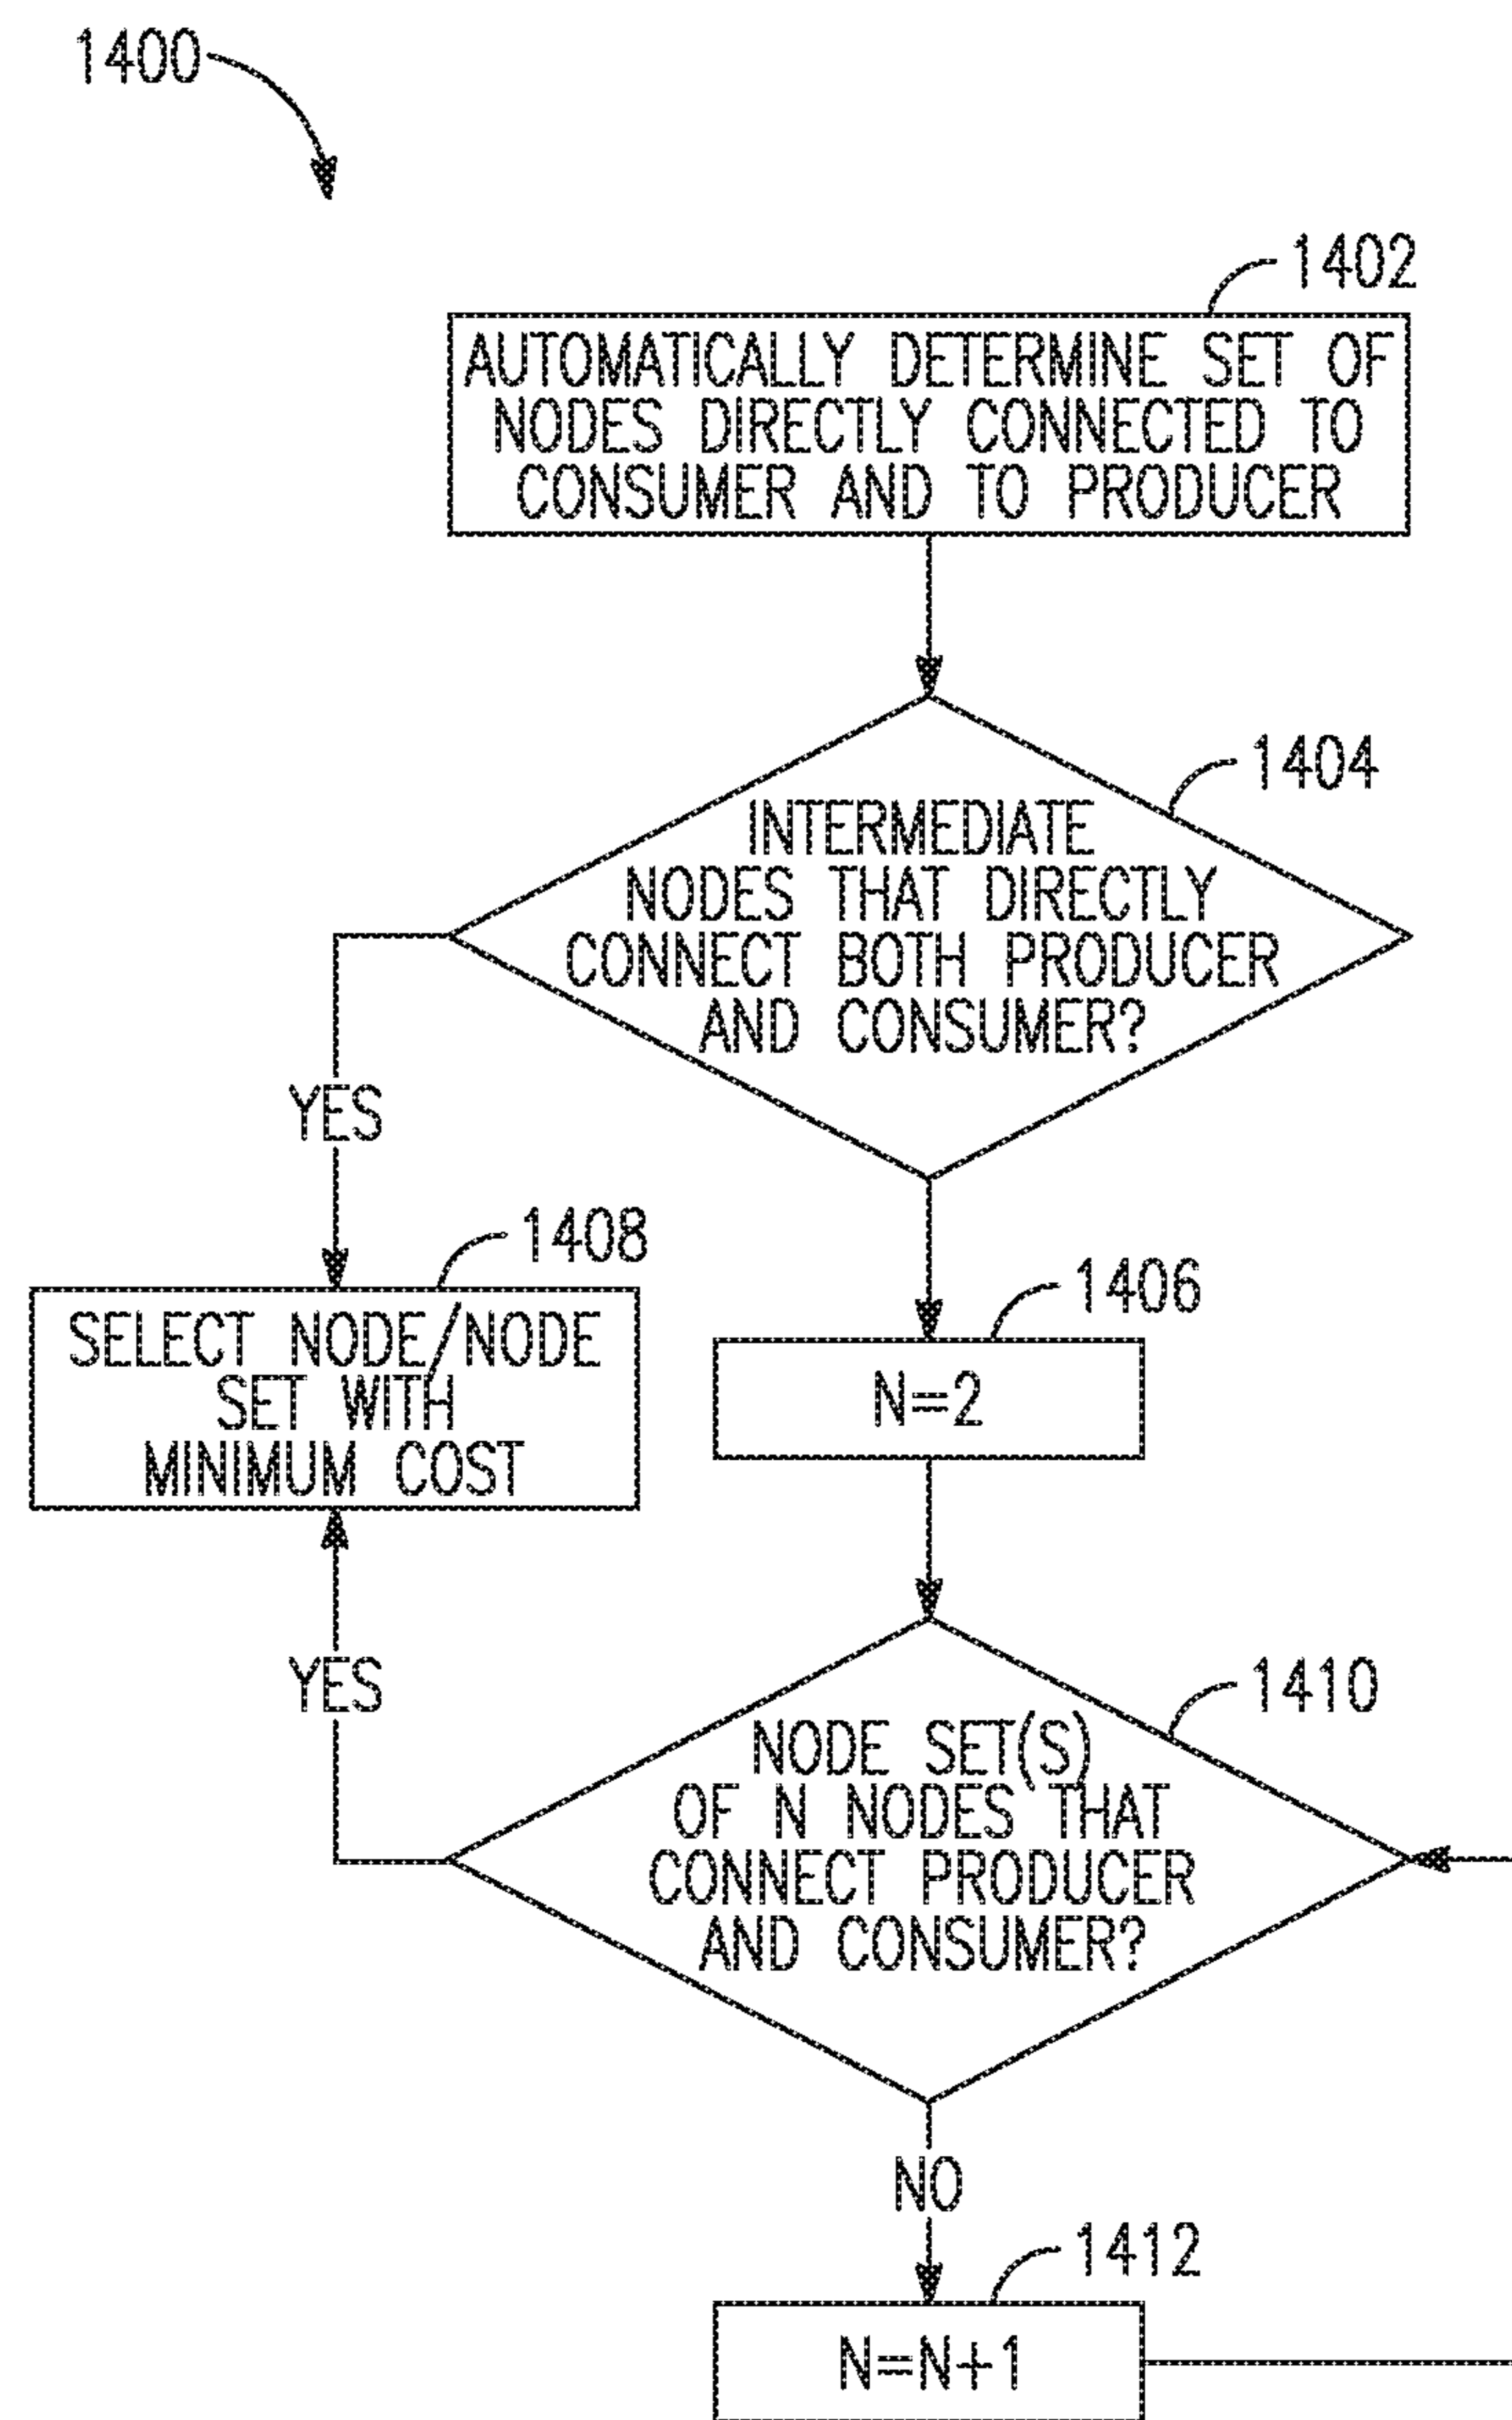 1400
1402
AUTOMATICALLY DETERMINE SET OF
NODES DIRECTLY CONNECTED TO
CONSUMER AND TO PRODUCER
1404
INTERMEDIATE
NODES THAT DIRECTLY
CONNECT BOTH PRODUCER
AND CONSUMER?
YES
1408
SELECT NODE/NODE
SET WITH
MINIMUM COST
1406
N=2
YES
1410
NODE SET(S)
OF N NODES THAT
CONNECT PRODUCER
AND CONSUMER?
NO
1412
N=N+1